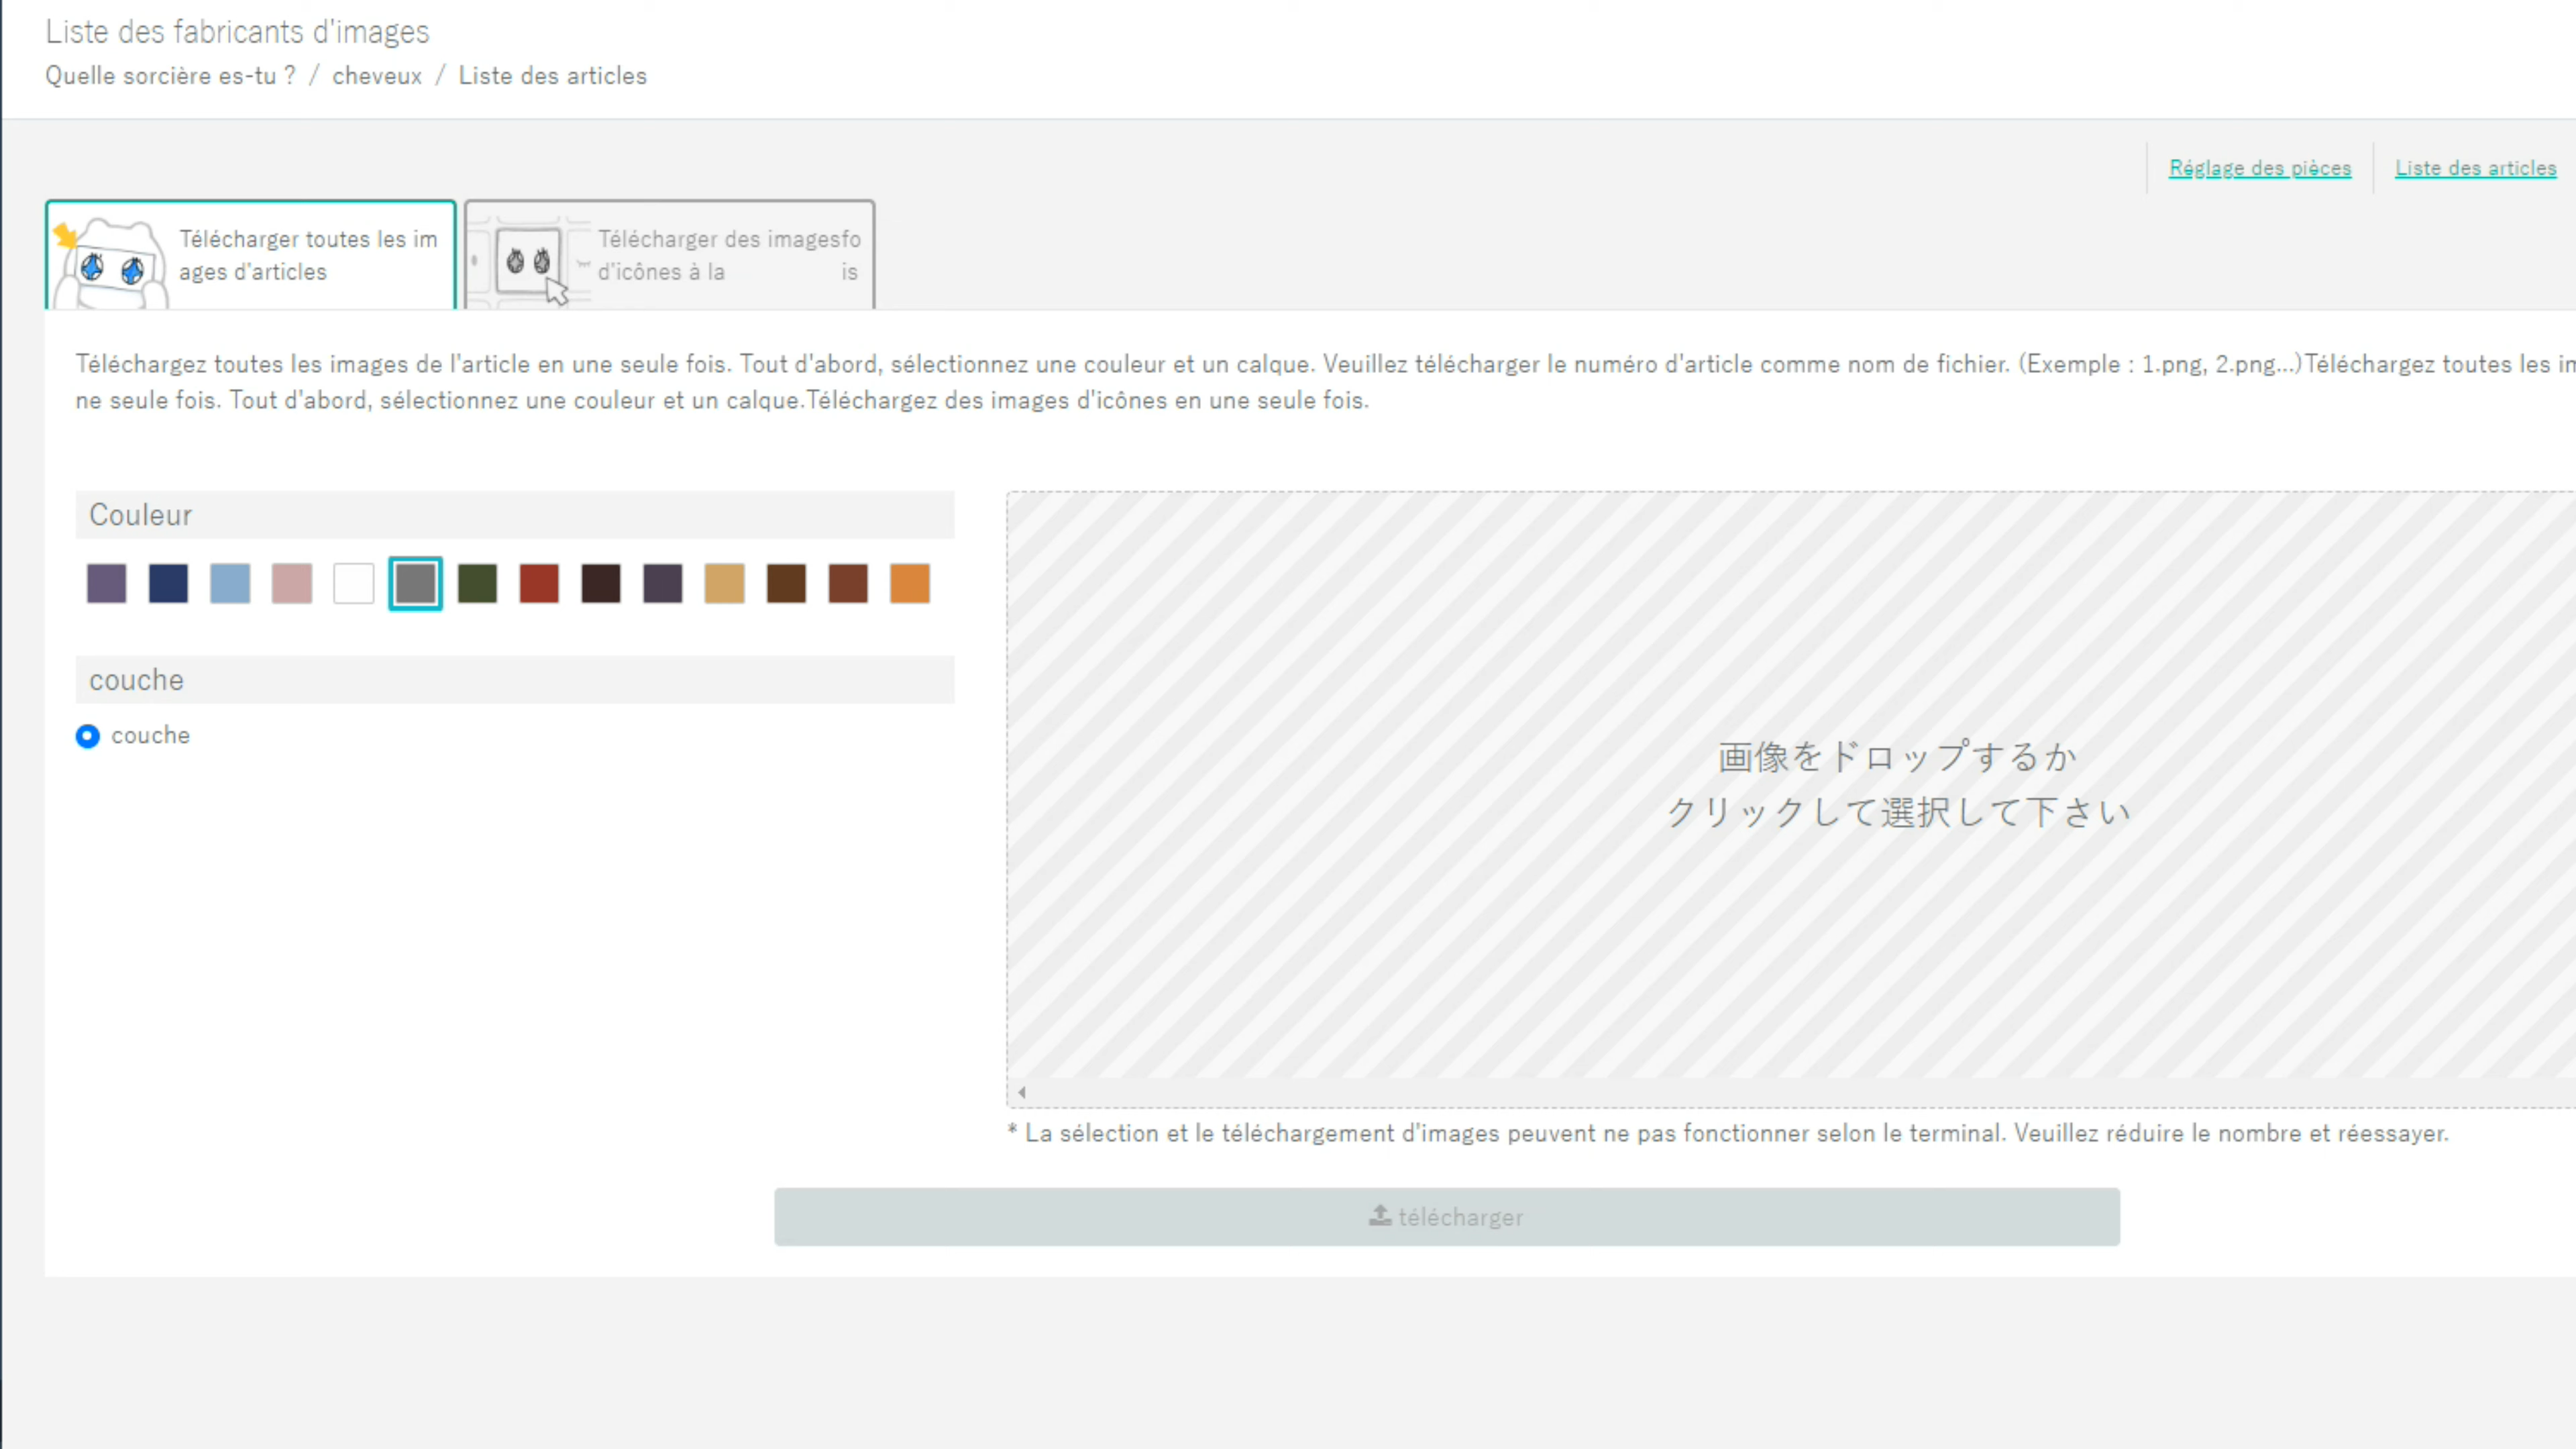 Liste des fabricants d'images
Quelle sorcière es-tu ? / cheveux / Liste des articles
Réglage des pièces
Liste des articles
Télécharger toutes les im
ages d'articles
Télécharger des imagesfo
d'icônes à la is
Téléchargez toutes les images de l'article en une seule fois. Tout d'abord, sélectionnez une couleur et un calque. Veuillez télécharger le numéro d'article comme nom de fichier. (Exemple : 1.png, 2.png...)Téléchargez toutes les im
ne seule fois. Tout d'abord, sélectionnez une couleur et un calque.Téléchargez des images d'icônes en une seule fois.
Couleur
couche
couche
画像をドロップするか
クリックして選択して下さい
* La sélection et le téléchargement d'images peuvent ne pas fonctionner selon le terminal. Veuillez réduire le nombre et réessayer.
télécharger